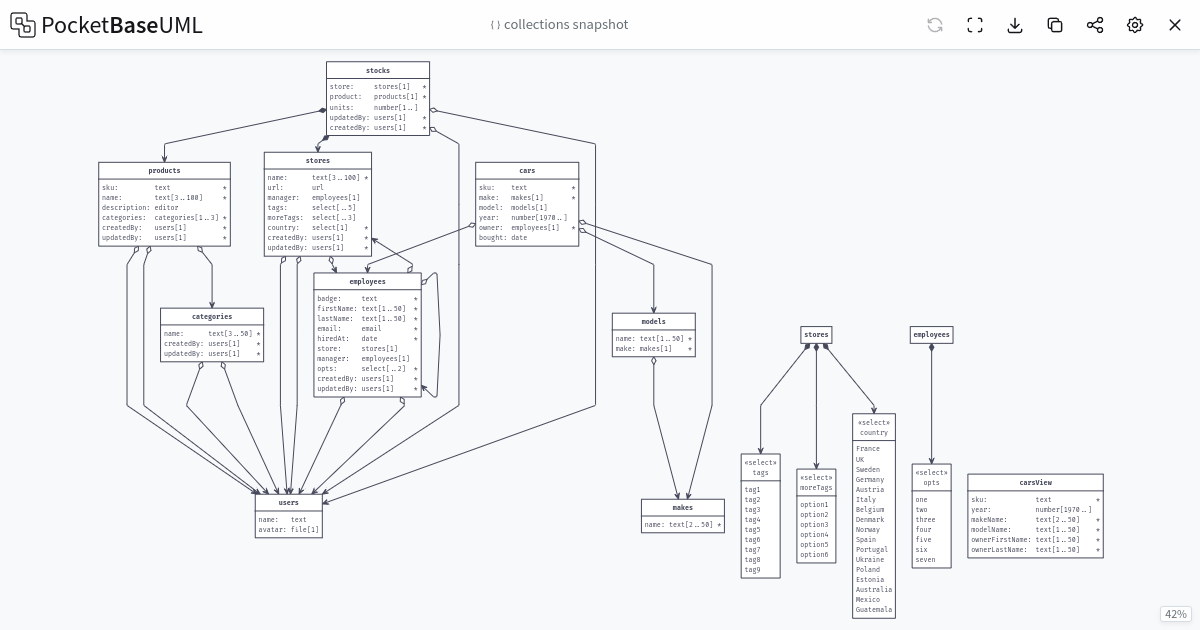 PocketBaseUML
{ } collections snapshot
stocks
store: stores[1] *
product: products[1] *
units: number[1..]
updatedBy: users[1] *
createdBy: users[1] *
products
sku: text *
name: text[3..100] *
description: editor
categories: categories[1..3] *
createdBy: users[1] *
updatedBy: users[1] *
stores
name: text[3..100] *
url: url
manager: employees[1]
tags: select[..5]
moreTags: select[..3]
country: select[1] *
createdBy: users[1] *
updatedBy: users[1] *
cars
sku: text *
make: makes[1] *
model: models[1]
year: number[1970..]
owner: employees[1] *
bought: date
categories
name: text[3..50] *
createdBy: users[1] *
updatedBy: users[1] *
employees
badge: text *
firstName: text[1..50] *
lastName: text[1..50] *
email: email *
hiredAt: date *
store: stores[1]
manager: employees[1]
opts: select[..2] *
createdBy: users[1] *
updatedBy: users[1] *
models
name: text[1..50] *
make: makes[1] *
users
name: text
avatar: file[1]
makes
name: text[2..50] *
stores
«select»
tags
tag1
tag2
tag3
tag4
tag5
tag6
tag7
tag8
tag9
«select»
moreTags
option1
option2
option3
option4
option5
option6
«select»
country
France
UK
Sweden
Germany
Austria
Italy
Belgium
Denmark
Norway
Spain
Portugal
Ukraine
Poland
Estonia
Australia
Mexico
Guatemala
employees
«select»
opts
one
two
three
four
five
six
seven
carsView
sku: text *
year: number[1970..]
makeName: text[2..50] *
modelName: text[1..50] *
ownerFirstName: text[1..50] *
ownerLastName: text[1..50] *
42%